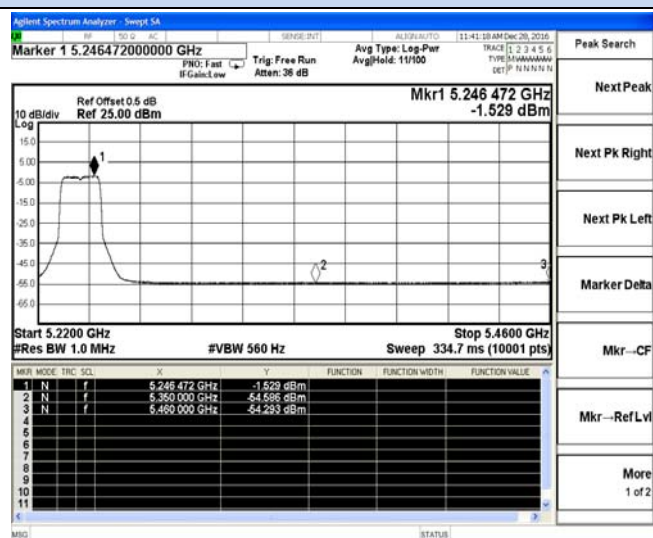 Agilent Spectrum Analyzer - Swept SA
RF 50 Ω AC SENSE:INT ALIGN AUTO 11:41:18 AM Dec 28, 2016
Marker 1 5.246472000000 GHz
PNO: Fast
IFGain:Low
Trig: Free Run
Atten: 36 dB
Avg Type: Log-Pwr
Avg|Hold: 11/100
TRACE 1 2 3 4 5 6
TYPE
DET P N N N N N
Peak Search
Ref Offset 0.5 dB
10 dB/div Ref 25.00 dBm
Log
Mkr1 5.246 472 GHz
-1.529 dBm
15.0
5.00
-5.00
-15.0
-25.0
-35.0
-45.0
-55.0
-65.0
1
2
3
Start 5.2200 GHz
Stop 5.4600 GHz
#Res BW 1.0 MHz #VBW 560 Hz Sweep 334.7 ms (10001 pts)
MKR MODE TRC SCL X Y FUNCTION FUNCTION WIDTH FUNCTION VALUE
1 N f 5.246 472 GHz -1.529 dBm
2 N f 5.350 000 GHz -54.596 dBm
3 N f 5.460 000 GHz -54.293 dBm
4
5
6
7
8
9
10
11
Next Peak
Next Pk Right
Next Pk Left
Marker Delta
Mkr→CF
Mkr→Ref Lvl
More
1 of 2
MSG STATUS